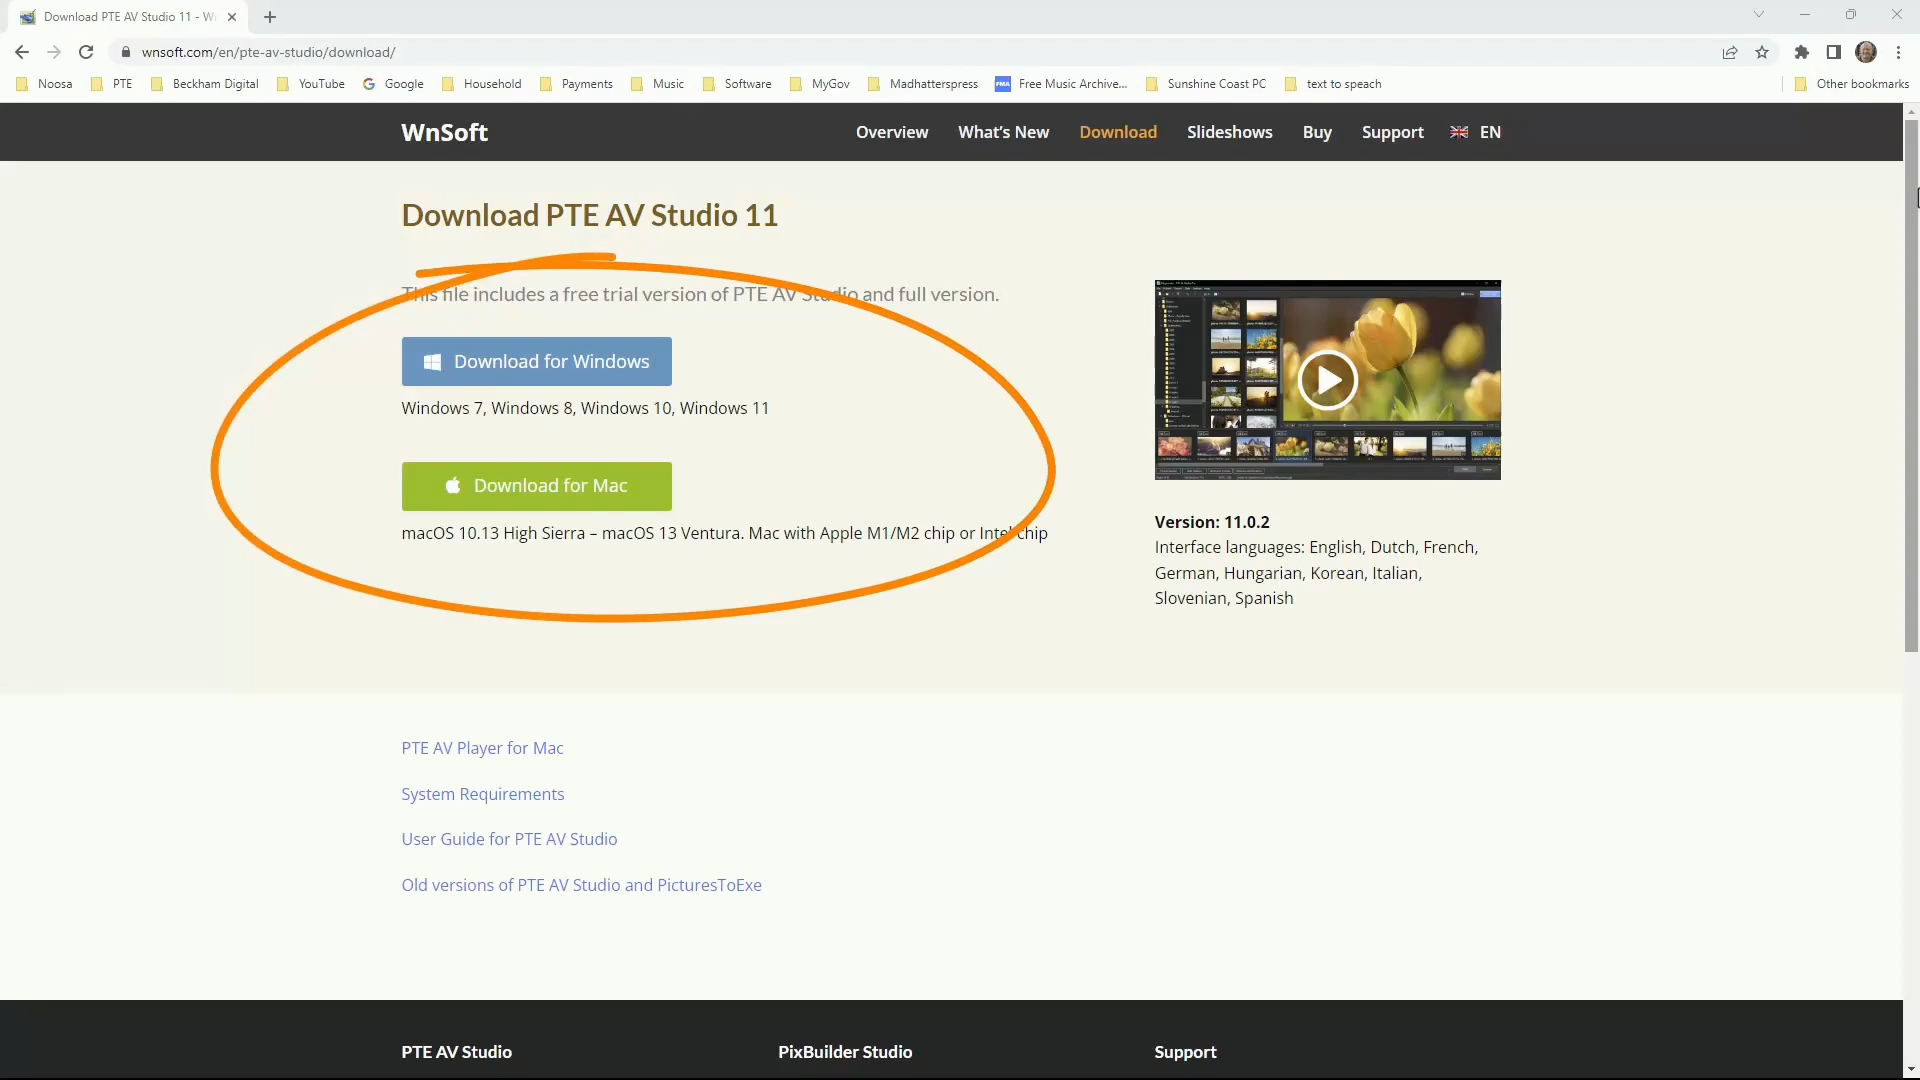 Download PTE AV Studio 11 - W
wnsoft.com/en/pte-av-studio/download/
Noosa PTE Beckham Digital YouTube Google Household Payments Music Software MyGov Madhatterspress FMA Free Music Archive... Sunshine Coast PC text to speach Other bookmarks
WnSoft Overview What's New Download Slideshows Buy Support EN
Download PTE AV Studio 11
This file includes a free trial version of PTE AV Studio and full version.
Download for Windows
Windows 7, Windows 8, Windows 10, Windows 11
Download for Mac
macOS 10.13 High Sierra – macOS 13 Ventura. Mac with Apple M1/M2 chip or Intel chip
Version: 11.0.2
Interface languages: English, Dutch, French,
German, Hungarian, Korean, Italian,
Slovenian, Spanish
PTE AV Player for Mac
System Requirements
User Guide for PTE AV Studio
Old versions of PTE AV Studio and PicturesToExe
PTE AV Studio PixBuilder Studio Support